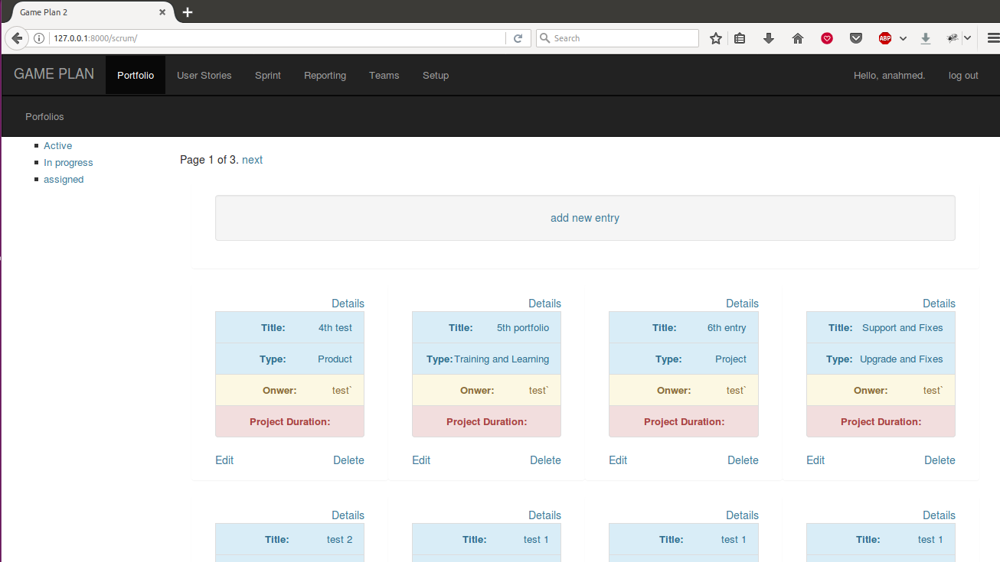 Game Plan 2
127.0.0.1:8000/scrum/
Search
ABP
GAME PLAN Portfolio User Stories Sprint Reporting Teams Setup Hello, anahmed. log out
Porfolios
Active
In progress
assigned
Page 1 of 3. next
add new entry
Details Details Details Details
Title: 4th test Title: 5th portfolio Title: 6th entry Title: Support and Fixes
Type: Product Type: Training and Learning Type: Project Type: Upgrade and Fixes
Onwer: test` Onwer: test` Onwer: test` Onwer: test`
Project Duration: Project Duration: Project Duration: Project Duration:
Edit Delete Edit Delete Edit Delete Edit Delete
Details Details Details Details
Title: test 2 Title: test 1 Title: test 1 Title: test 1